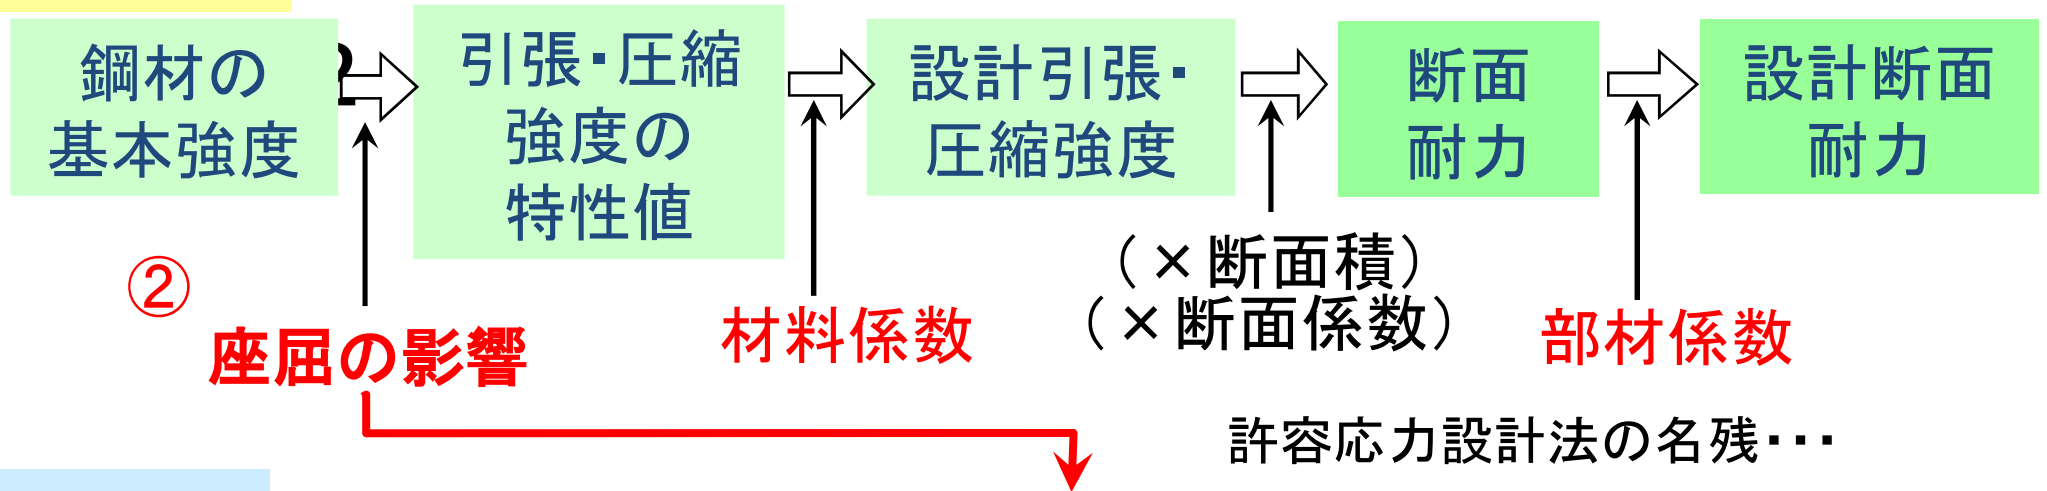 鋼材の
基本強度
引張・圧縮
強度の
特性値
設計引張・
圧縮強度
断面
耐力
設計断面
耐力
②
座屈の影響
材料係数
（×断面積）
（×断面係数）
部材係数
許容応力設計法の名残・・・